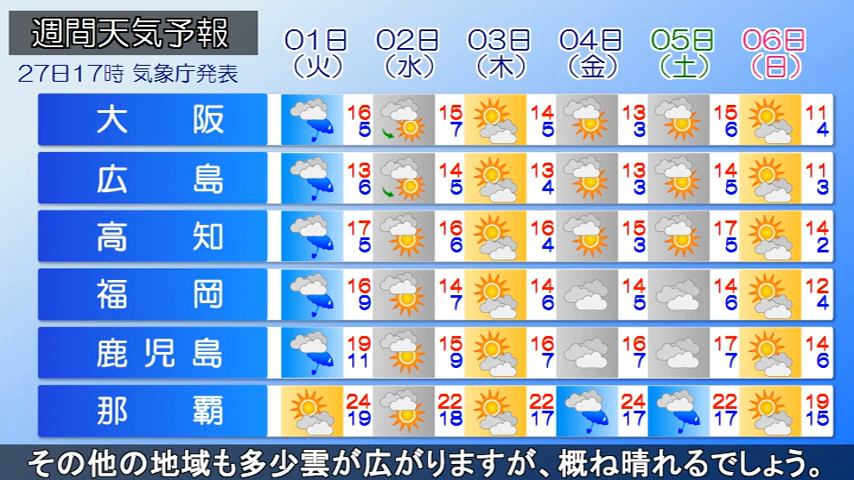 週間天気予報
27日17時 気象庁発表
01日 02日 03日 04日 05日 06日
(火) (水) (木) (金) (土) (日)
大阪 16 15 14 13 15 11
5 7 5 3 6 4
広島 13 14 13 13 14 11
6 5 4 3 5 3
高知 17 16 16 15 17 14
5 6 4 3 5 2
福岡 16 14 14 14 14 12
9 7 6 5 6 4
鹿児島 19 15 16 16 17 14
11 9 7 7 7 6
那覇 24 22 22 24 22 19
19 18 17 17 17 15
その他の地域も多少雲が広がりますが、概ね晴れるでしょう。